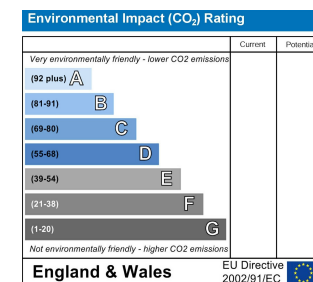 Environmental Impact (CO₂) Rating
Current Potentia
Very environmentally friendly - lower CO2 emissions
(92 plus) A
(81-91) B
(69-80) C
(55-68) D
(39-54) E
(21-38) F
(1-20) G
Not environmentally friendly - higher CO2 emissions
England & Wales
EU Directive
2002/91/EC